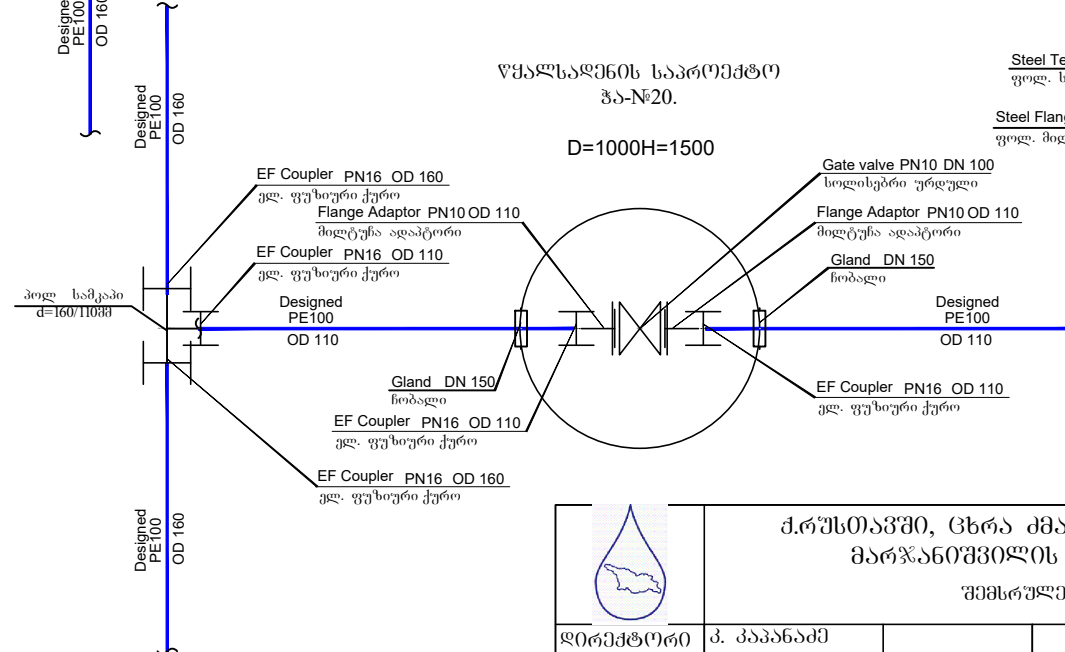 Designed
PE100
OD 160
Designed
PE100
OD 160
წყალსადენის საპროექტო
ჭა-№20.
D=1000H=1500
ფოლ.
Steel
EF Coupler PN16 OD 160
ელ. ფუზიური ქურო
Flange Adaptor PN10 OD 110
მილტუჩა ადაპტორი
EF Coupler PN16 OD 110
ელ. ფუზიური ქურო
Gate valve PN10 DN 100
სოლისებრი ურდული
Flange Adaptor PN10 OD 110
მილტუჩა ადაპტორი
Gland DN 150
ჩობალი
პოლ სამკაპი
d=160/110მმ
Designed
PE100
OD 110
Designed
PE100
OD 110
Gland DN 150
ჩობალი
EF Coupler PN16 OD 110
ელ. ფუზიური ქურო
EF Coupler PN16 OD 110
ელ. ფუზიური ქურო
EF Coupler PN16 OD 160
ელ. ფუზიური ქურო
Designed
PE100
OD 160
ქ.რუსთავში, ცხრა ძმა
მარჯანიშვილის
შემსრულე
დირექტორი
კ. კაპანაძე